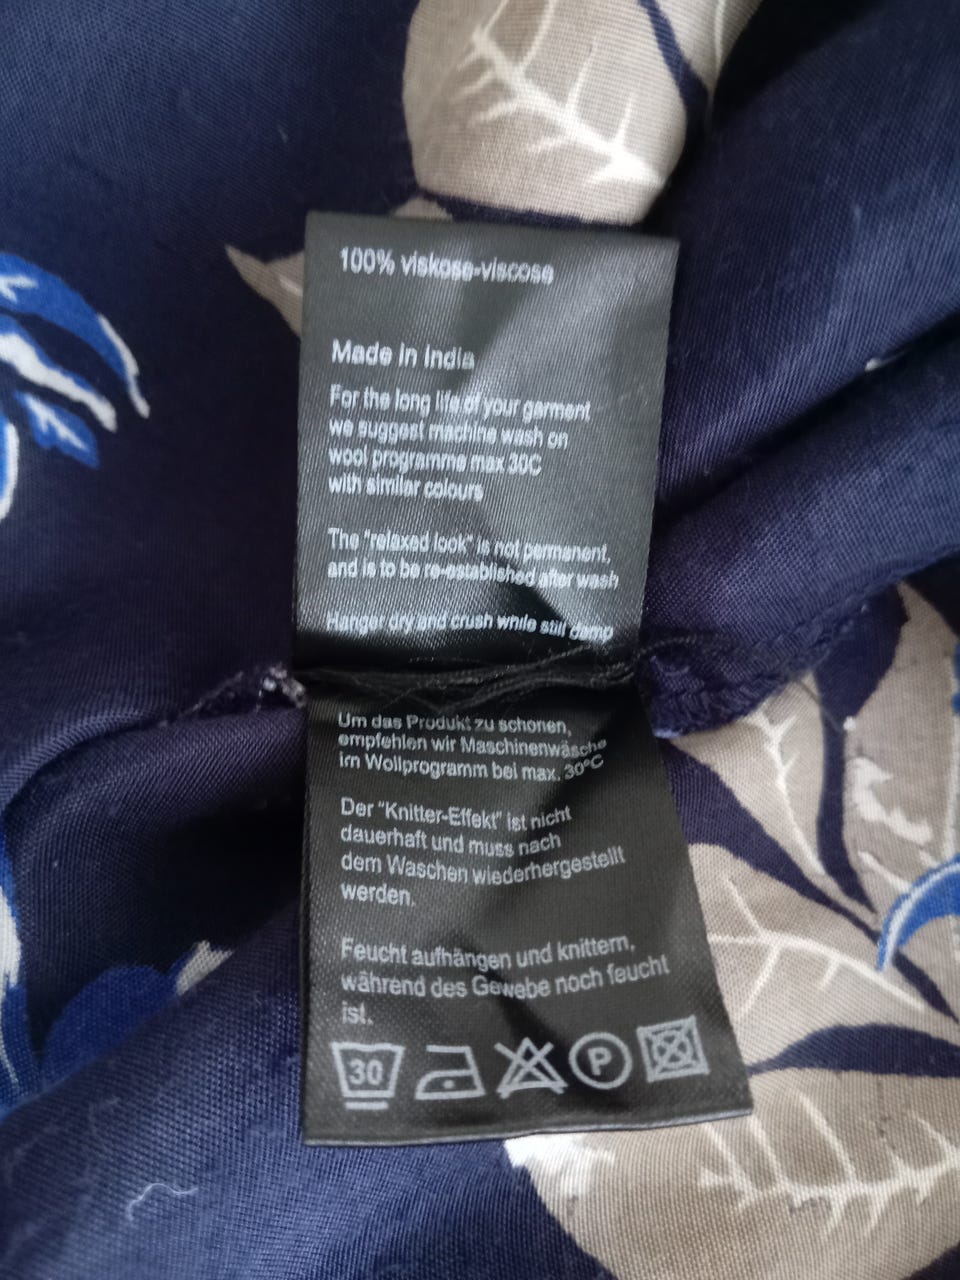 100% viskose-viscose
Made in India
For the long life of your garment
we suggest machine wash on
wool programme max 30C
with similar colours
The "relaxed look" is not permanent,
and is to be re-established after wash
Hanger dry and crush while still damp
Um das Produkt zu schonen,
empfehlen wir Maschinenwäsche
im Wollprogramm bei max. 30°C
Der "Knitter-Effekt" ist nicht
dauerhaft und muss nach
dem Waschen wiederhergestellt
werden.
Feucht aufhängen und knittern,
während des Gewebe noch feucht
ist.
30 P